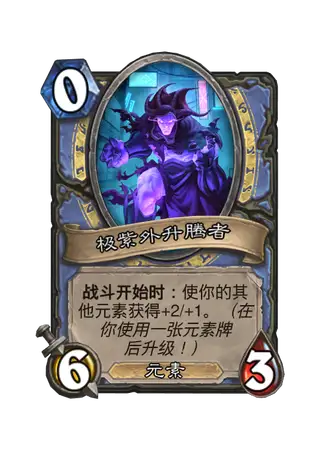 0
极紫外升腾者
战斗开始时：使你的其
他元素获得+2/+1。（在
你使用一张元素牌
后升级！）
6
元素
3